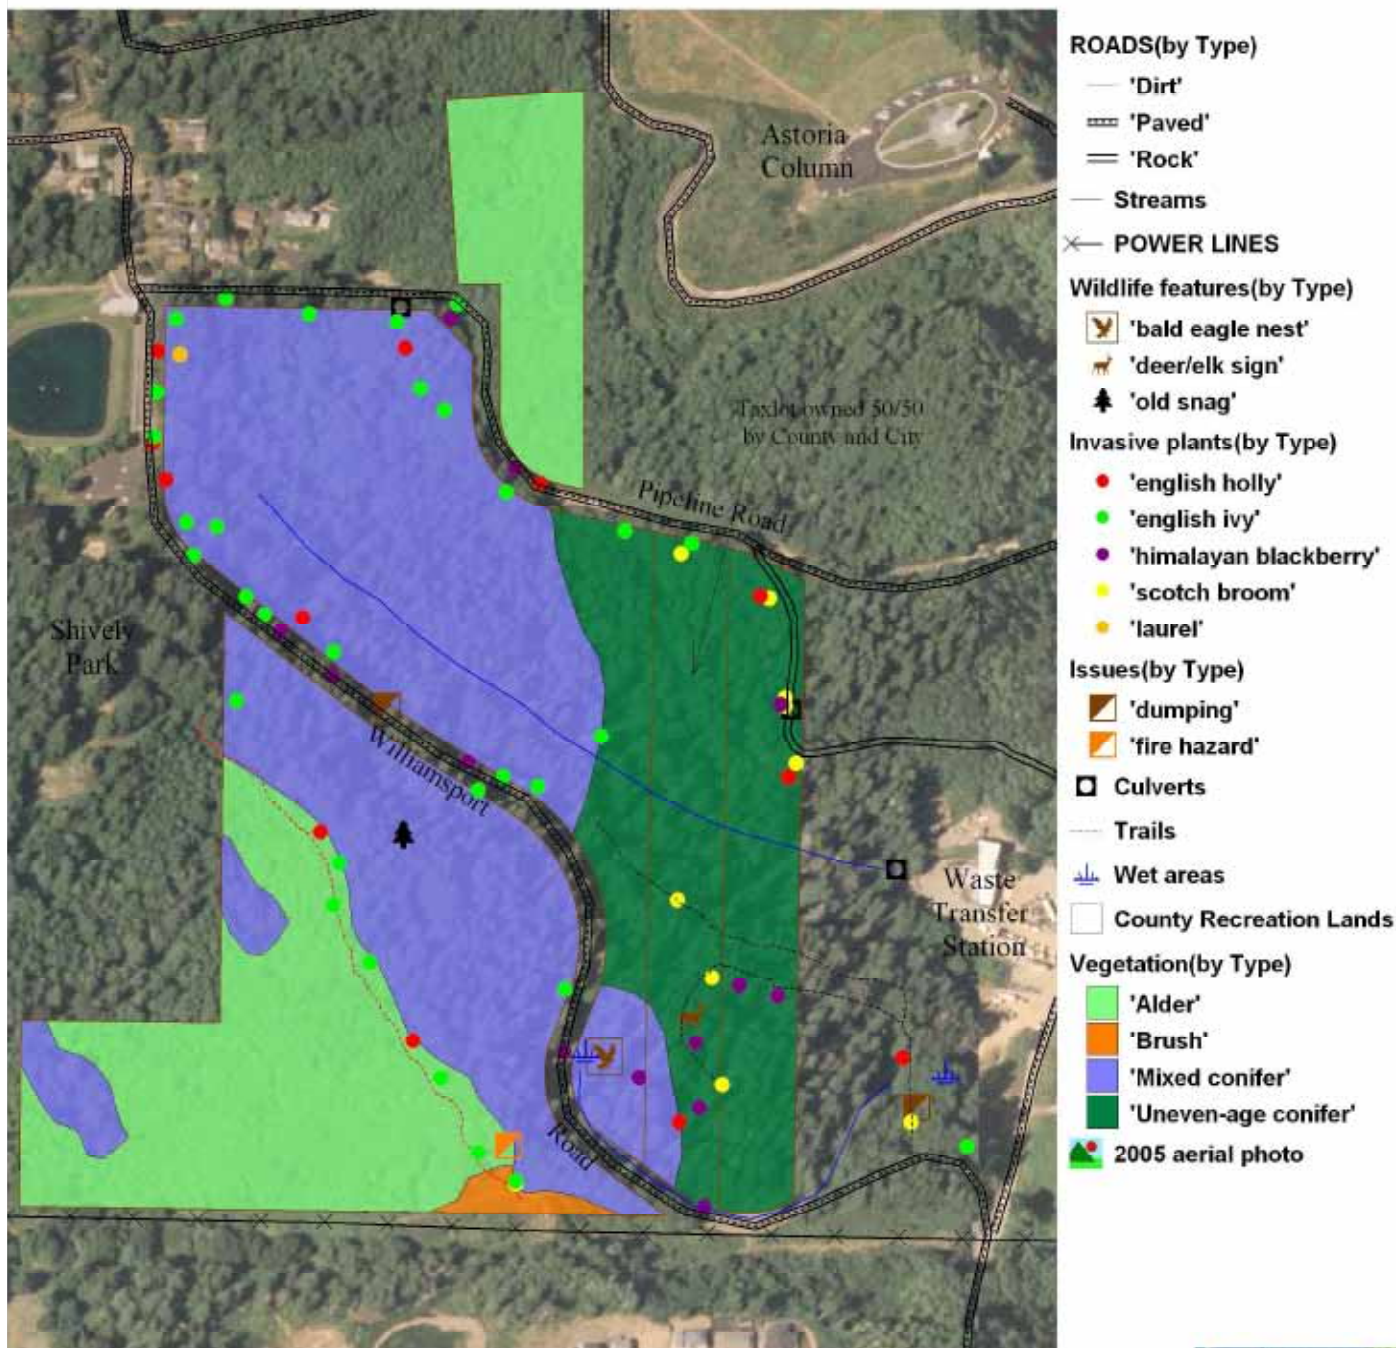 Astoria
Column
Taxlot owned 50/50
by County and City
Pipeline Road
Shively
Park
Williamsport
Road
Waste
Transfer
Station
ROADS(by Type)
'Dirt'
'Paved'
'Rock'
Streams
POWER LINES
Wildlife features(by Type)
'bald eagle nest'
'deer/elk sign'
'old snag'
Invasive plants(by Type)
'english holly'
'english ivy'
'himalayan blackberry'
'scotch broom'
'laurel'
Issues(by Type)
'dumping'
'fire hazard'
Culverts
Trails
Wet areas
County Recreation Lands
Vegetation(by Type)
'Alder'
'Brush'
'Mixed conifer'
'Uneven-age conifer'
2005 aerial photo